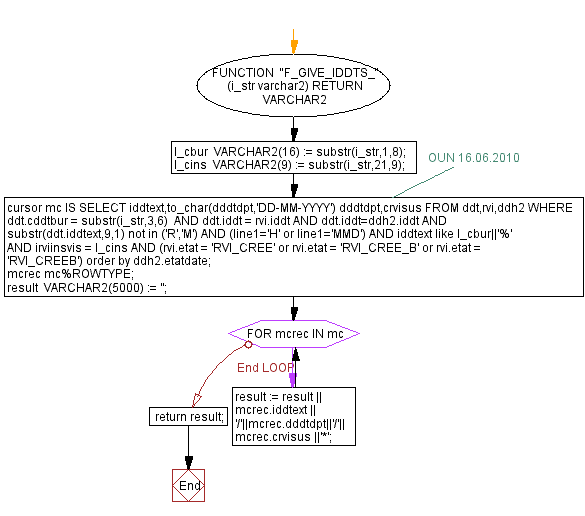 FUNCTION "F_GIVE_IDDTS_"
(i_str varchar2) RETURN
VARCHAR2
l_cbur VARCHAR2(16) := substr(i_str,1,8);
l_cins VARCHAR2(9) := substr(i_str,21,9);
OUN 16.06.2010
cursor mc IS SELECT iddtext,to_char(dddtdpt,'DD-MM-YYYY') dddtdpt,crvisus FROM ddt,rvi,ddh2 WHERE
ddt.cddtbur = substr(i_str,3,6) AND ddt.iddt = rvi.iddt AND ddt.iddt=ddh2.iddt AND
substr(ddt.iddtext,9,1) not in ('R','M') AND (line1='H' or line1='MMD') AND iddtext like l_cbur||'%'
AND irviinsvis = l_cins AND (rvi.etat = 'RVI_CREE' or rvi.etat = 'RVI_CREE_B' or rvi.etat =
'RVI_CREEB') order by ddh2.etatdate;
mcrec mc%ROWTYPE;
result VARCHAR2(5000) := '';
FOR mcrec IN mc
End LOOP
result := result ||
mcrec.iddtext ||
'/'||mcrec.dddtdpt||'/'||
mcrec.crvisus ||'*';
return result;
End